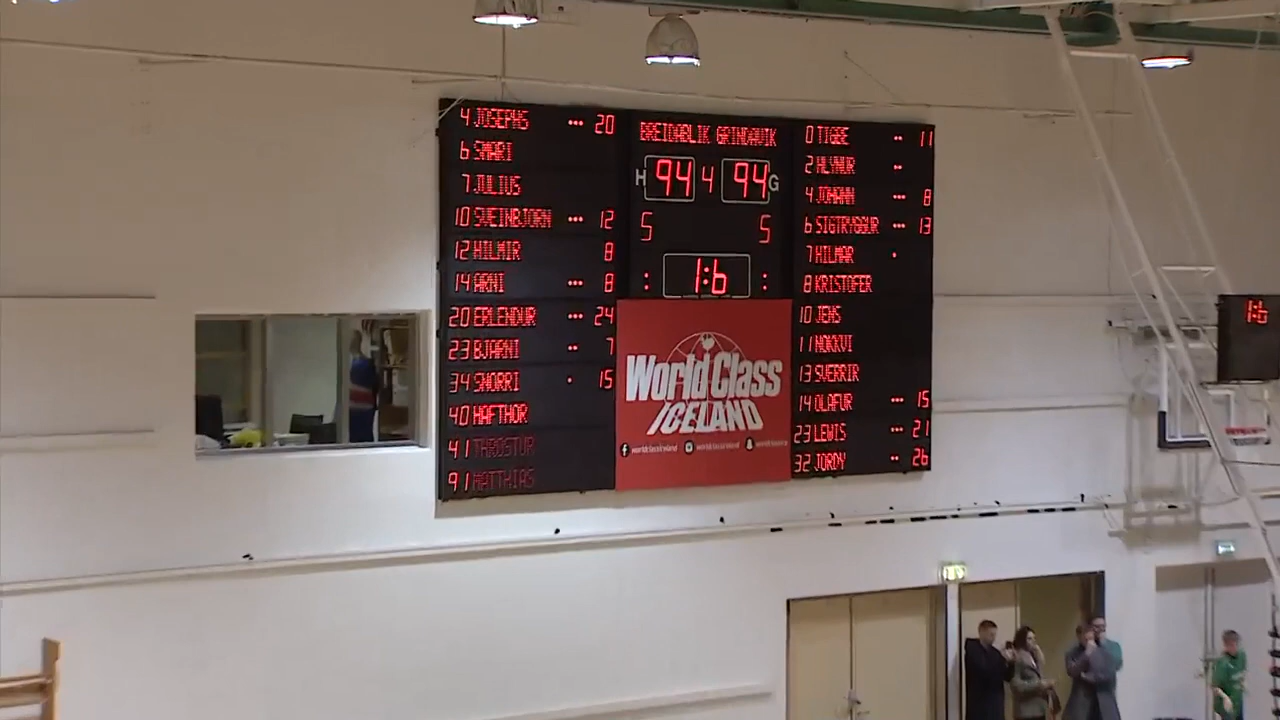 4 JOSEPHS ••• 20
6 SMARI
7 JULIUS
10 SVEINBJORN ••• 12
12 HILMIR 8
14 ARNI ••• 8
20 ERLENDUR ••• 24
23 BJARNI •• 7
34 SNORRI • 15
40 HAFTHOR
41 THROSTUR
91 MATTHIAS
BREIDABLIK GRINDAVIK
H 94 4 94 G
5 5
: 1:6 :
World Class
ICELAND
0 TIGBE •• 11
2 HLYNUR ••
4 JOHANN ••• 8
6 SIGTRYGGUR ••• 13
7 HILMAR •
8 KRISTOFER
10 JENS
11 NOKKVI
13 SVERRIR
14 OLAFUR ••• 15
23 LEWIS ••• 21
32 JORDY •• 26
1:6